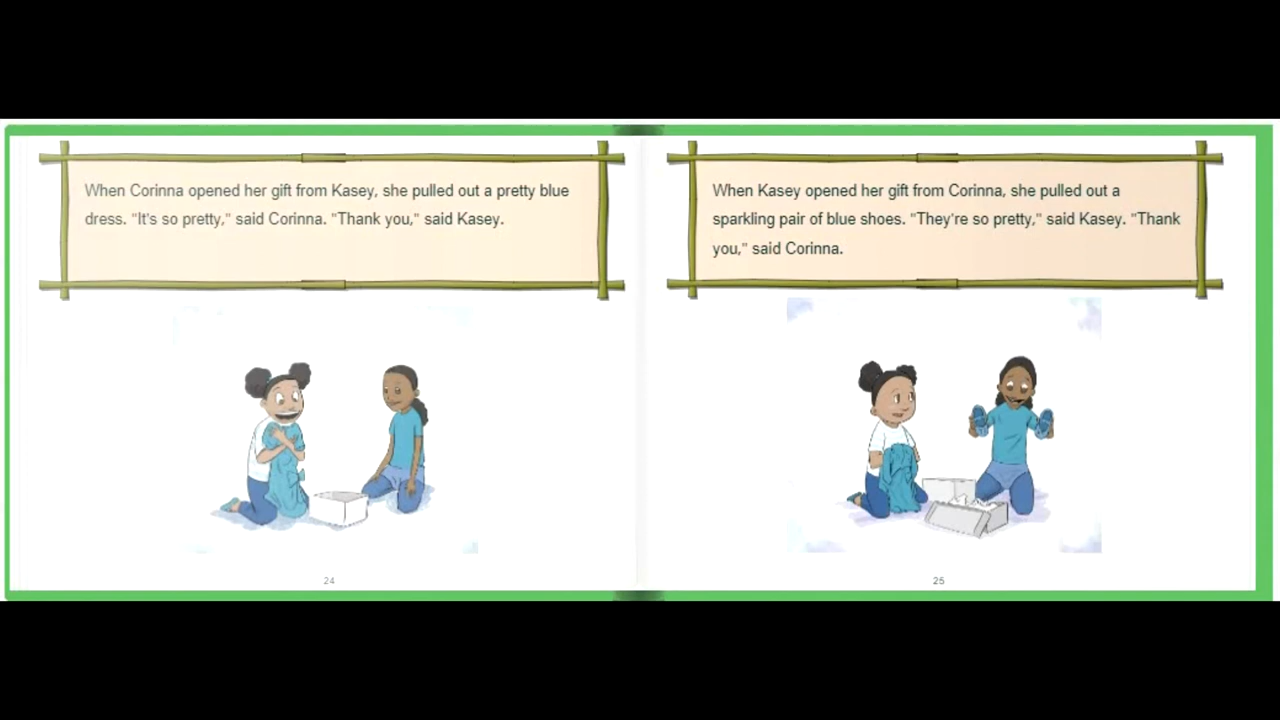 When Corinna opened her gift from Kasey, she pulled out a pretty blue
dress. "It's so pretty," said Corinna. "Thank you," said Kasey.
24
When Kasey opened her gift from Corinna, she pulled out a
sparkling pair of blue shoes. "They're so pretty," said Kasey. "Thank
you," said Corinna.
25